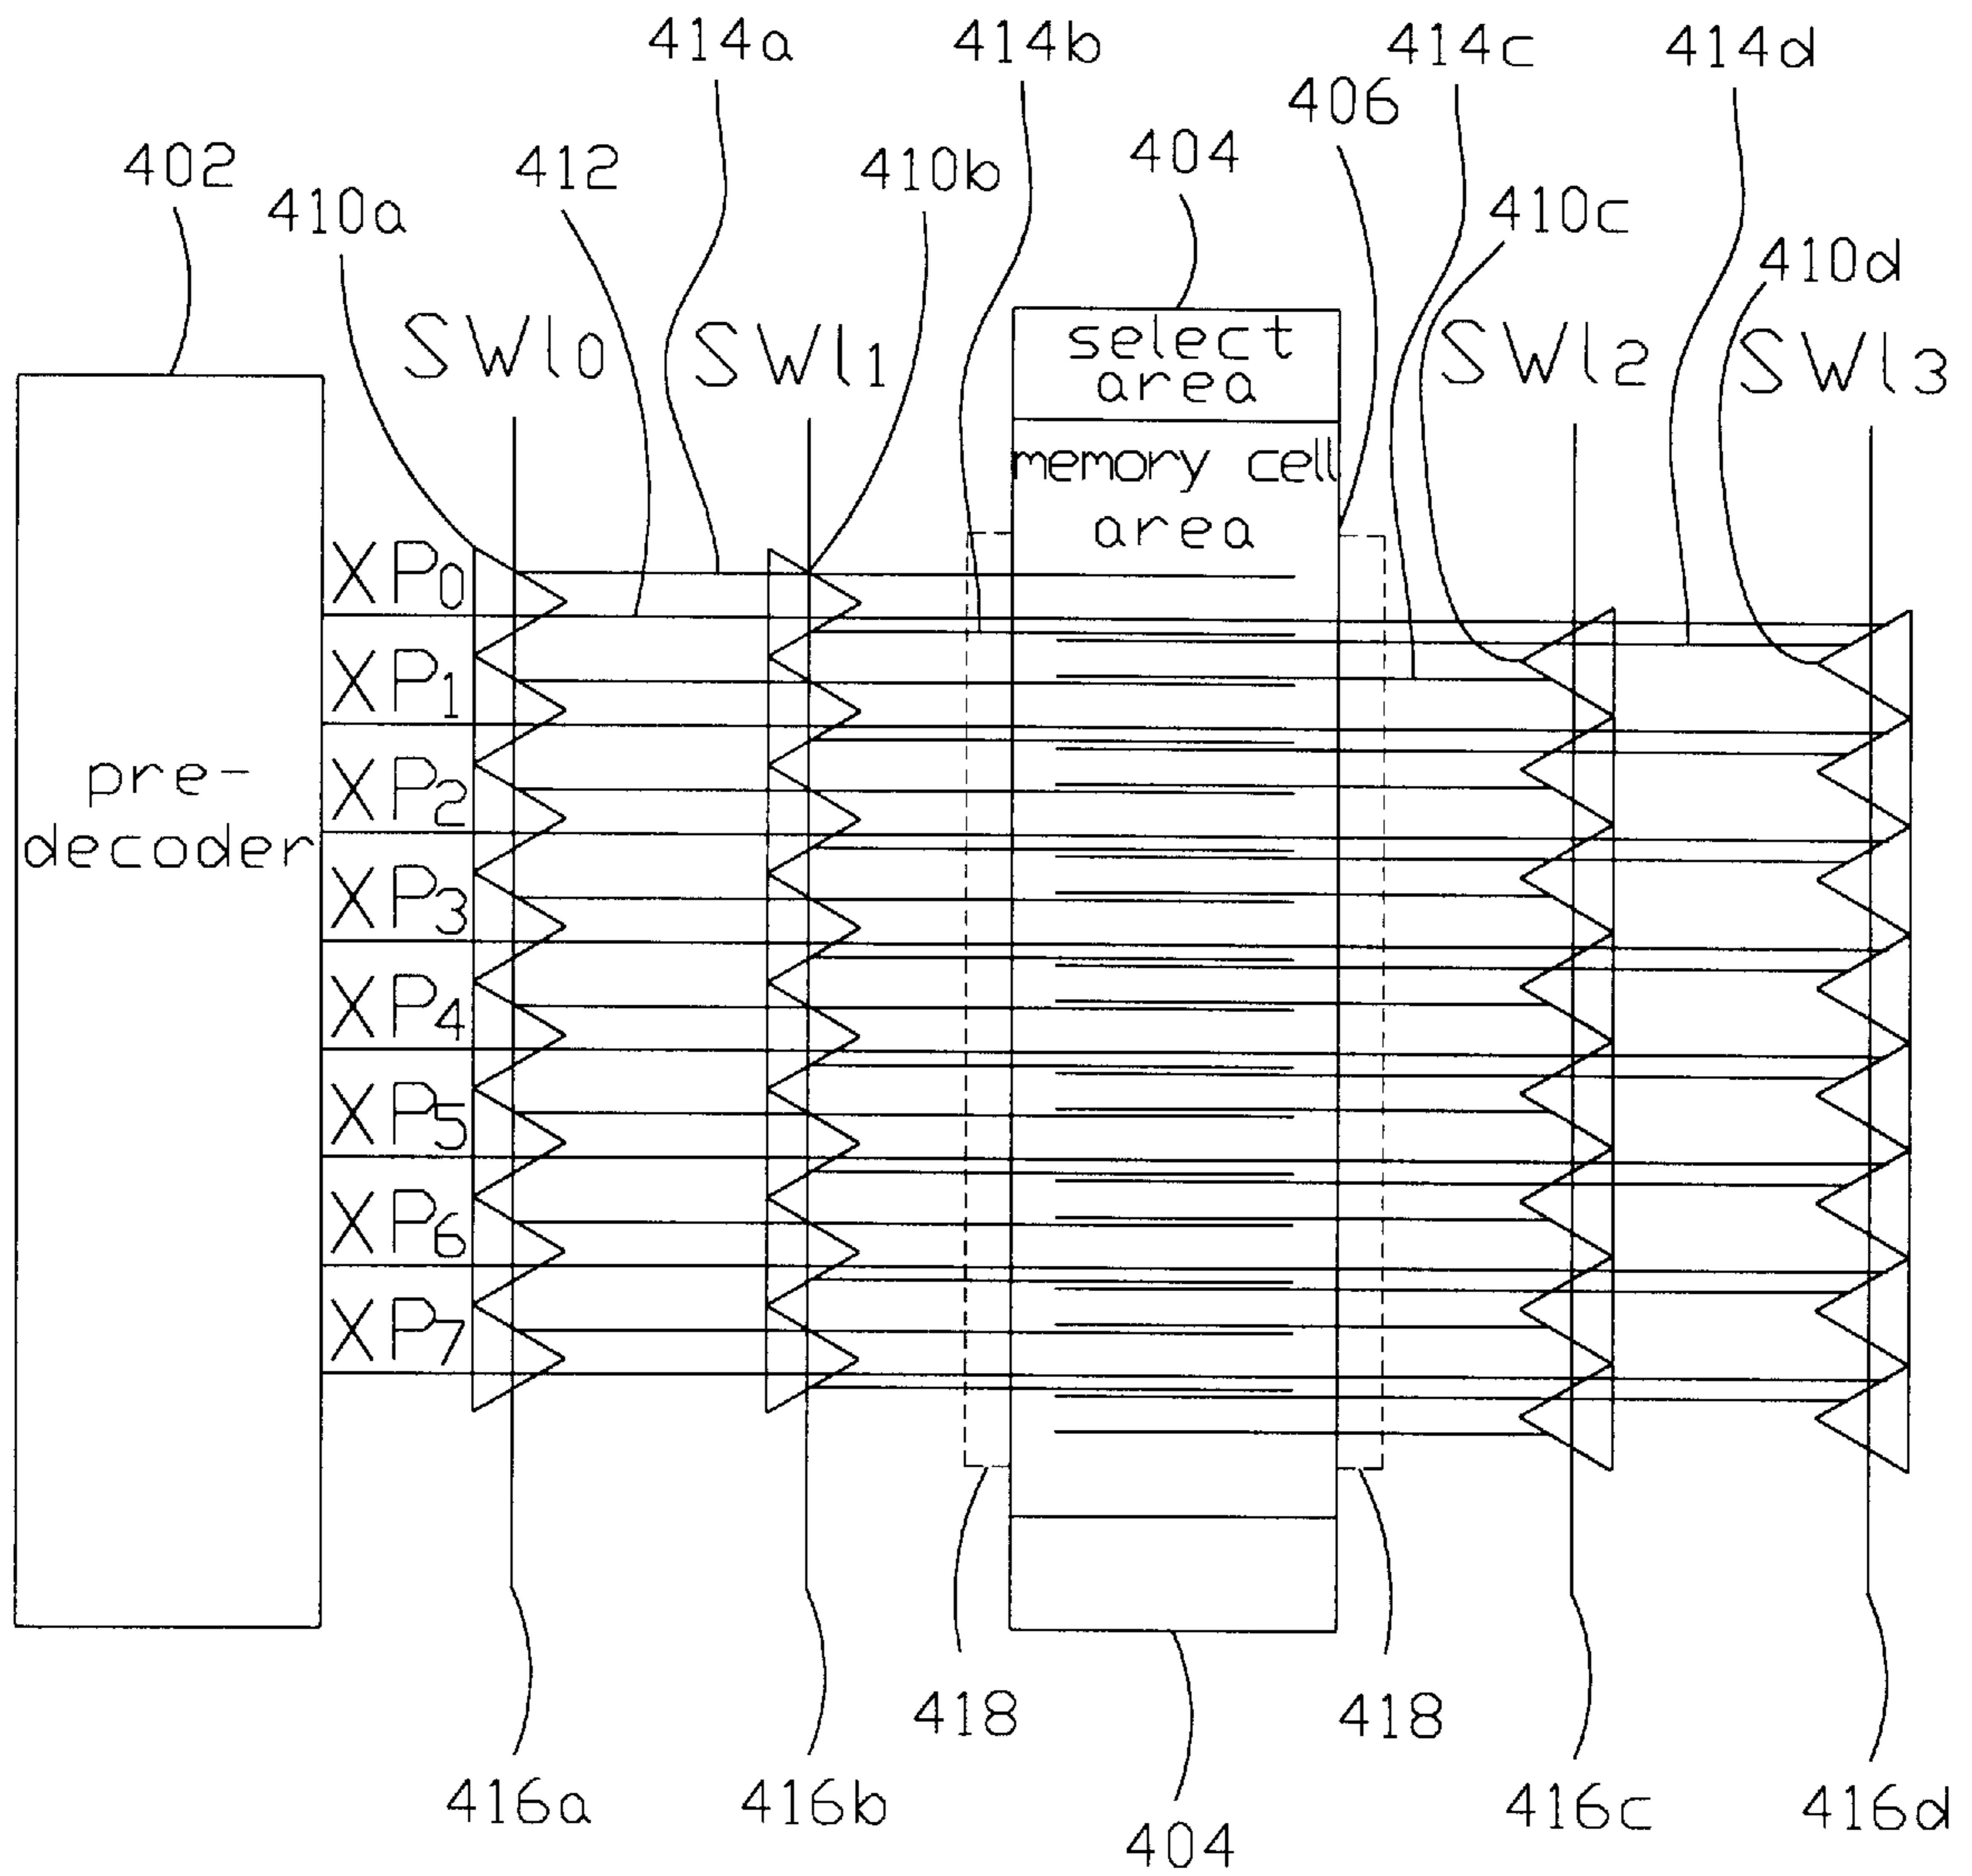 414a 414b 414c 414d
406
402 412 410b 404
410a 410c
410d
SWl0 SWl1 SWl2 SWl3
select
area
memory cell
area
XP0
XP1
XP2
XP3
XP4
XP5
XP6
XP7
pre-
decoder
418 418
416a 416b 416c 416d
404